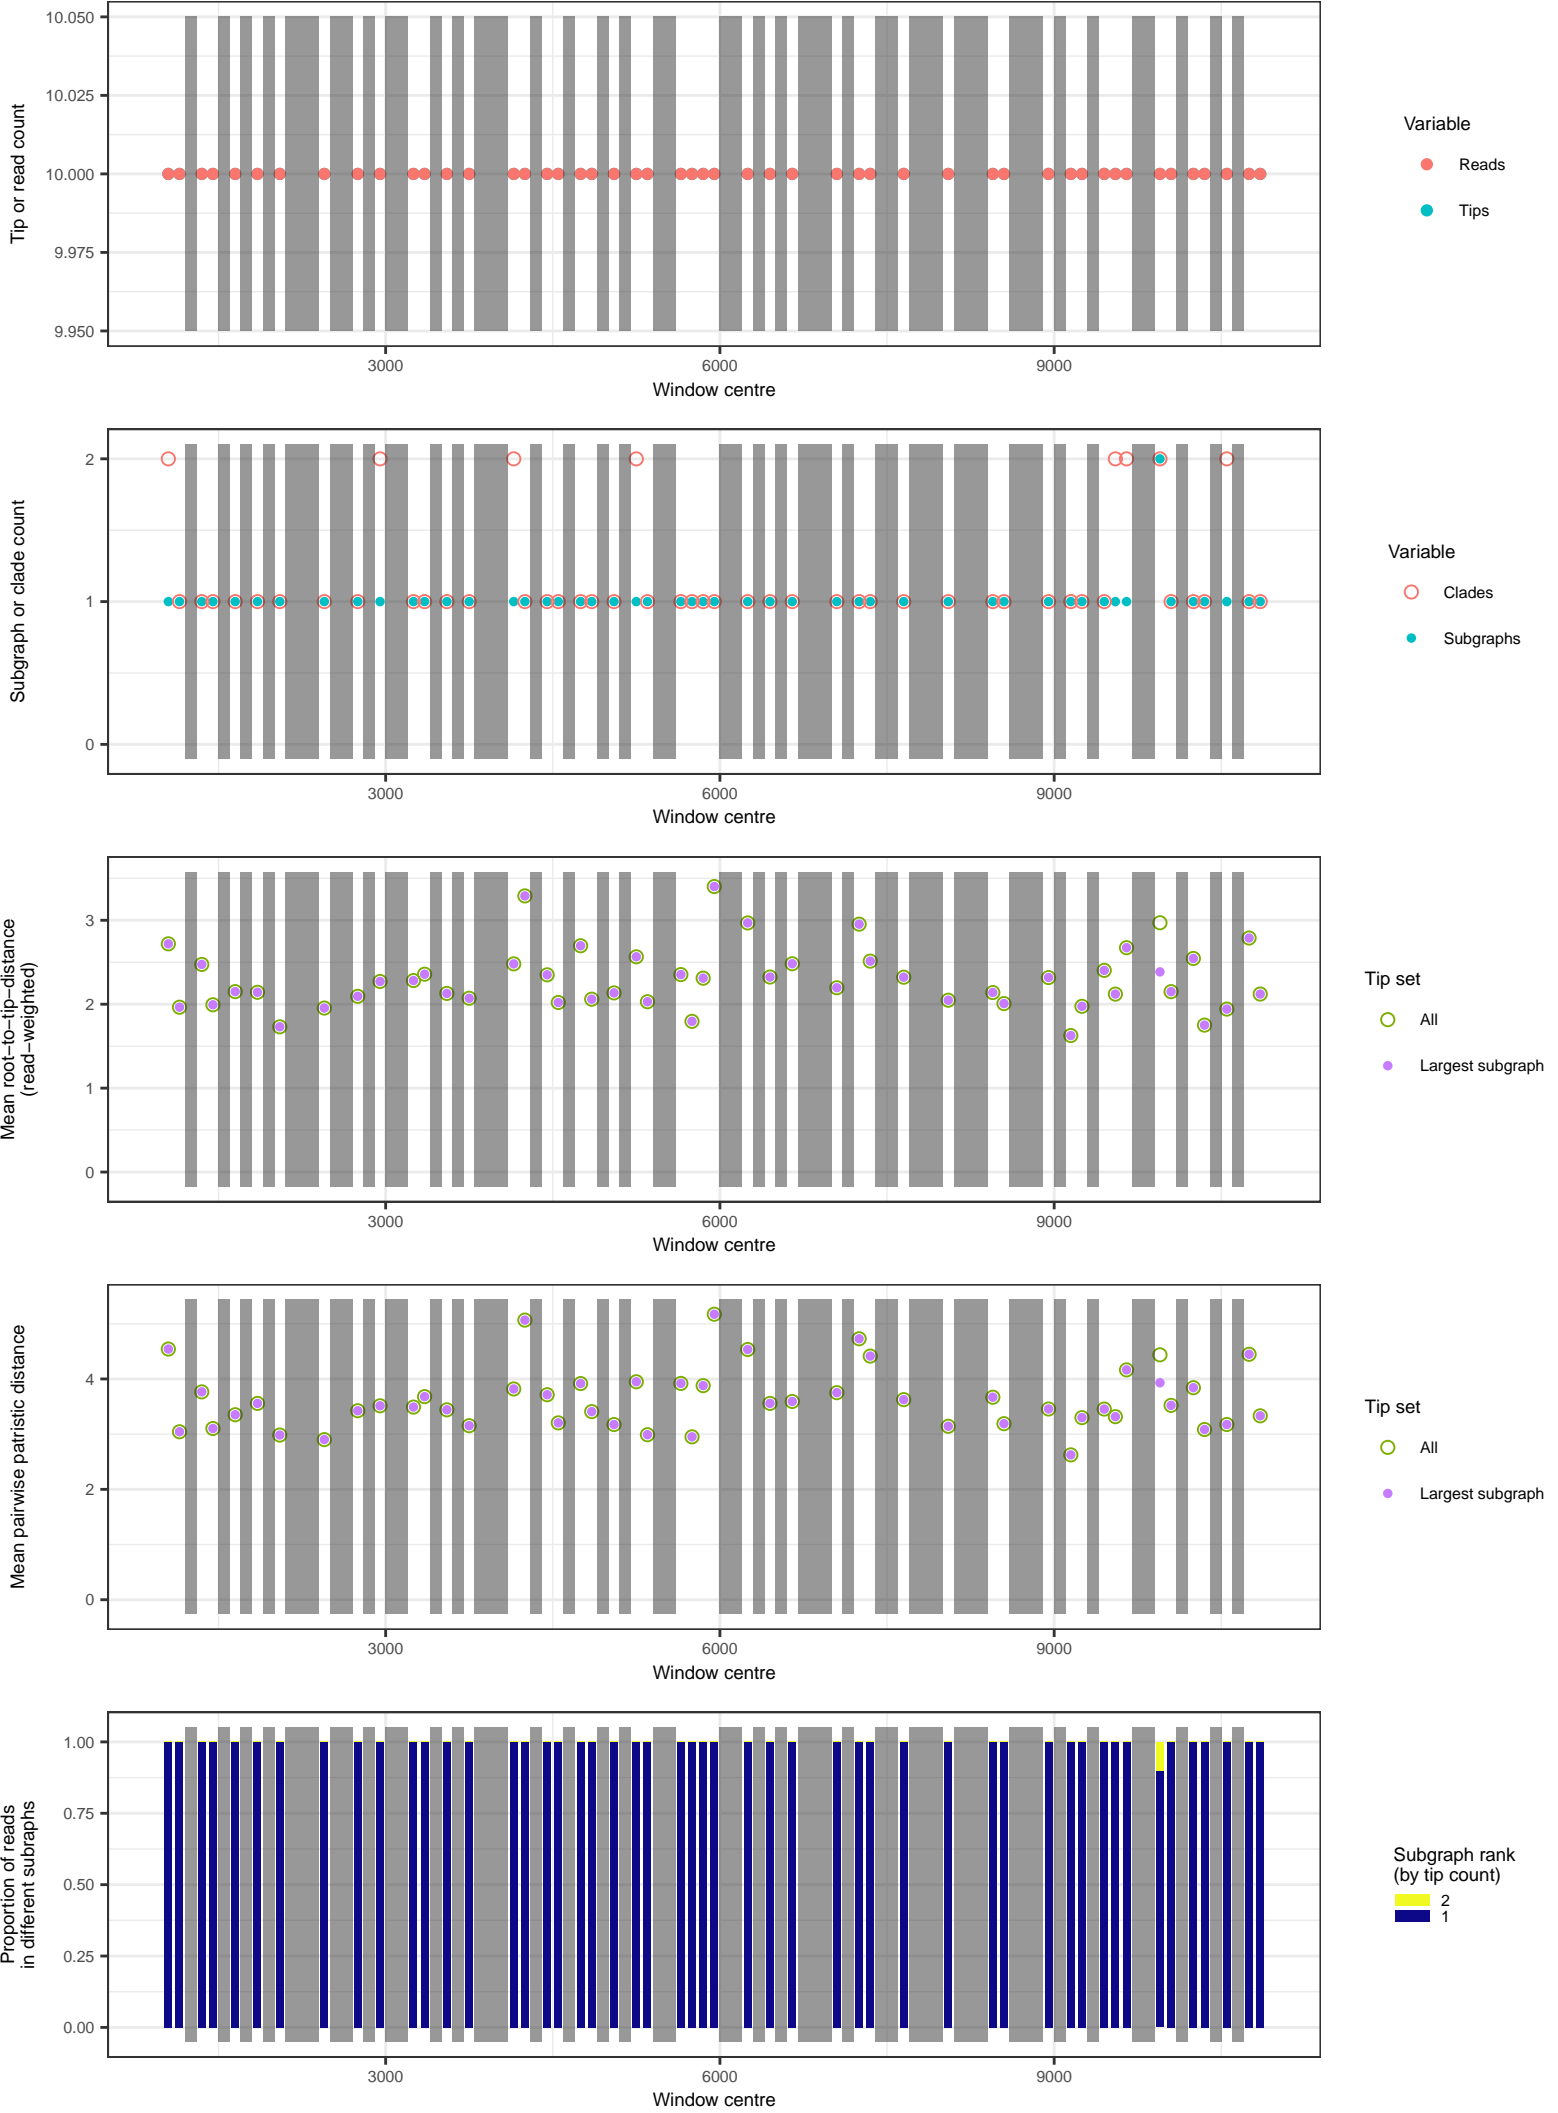 10.050
10.025
10.000
9.975
9.950
Tip or read count
3000 6000 9000
Window centre
Variable
Reads
Tips
2
1
0
Subgraph or clade count
3000 6000 9000
Window centre
Variable
Clades
Subgraphs
3
2
1
0
Mean root−to−tip−distance
(read−weighted)
3000 6000 9000
Window centre
Tip set
All
Largest subgraph
4
2
0
Mean pairwise patristic distance
3000 6000 9000
Window centre
Tip set
All
Largest subgraph
1.00
0.75
0.50
0.25
0.00
Proportion of reads
in different subraphs
3000 6000 9000
Window centre
Subgraph rank
(by tip count)
2
1